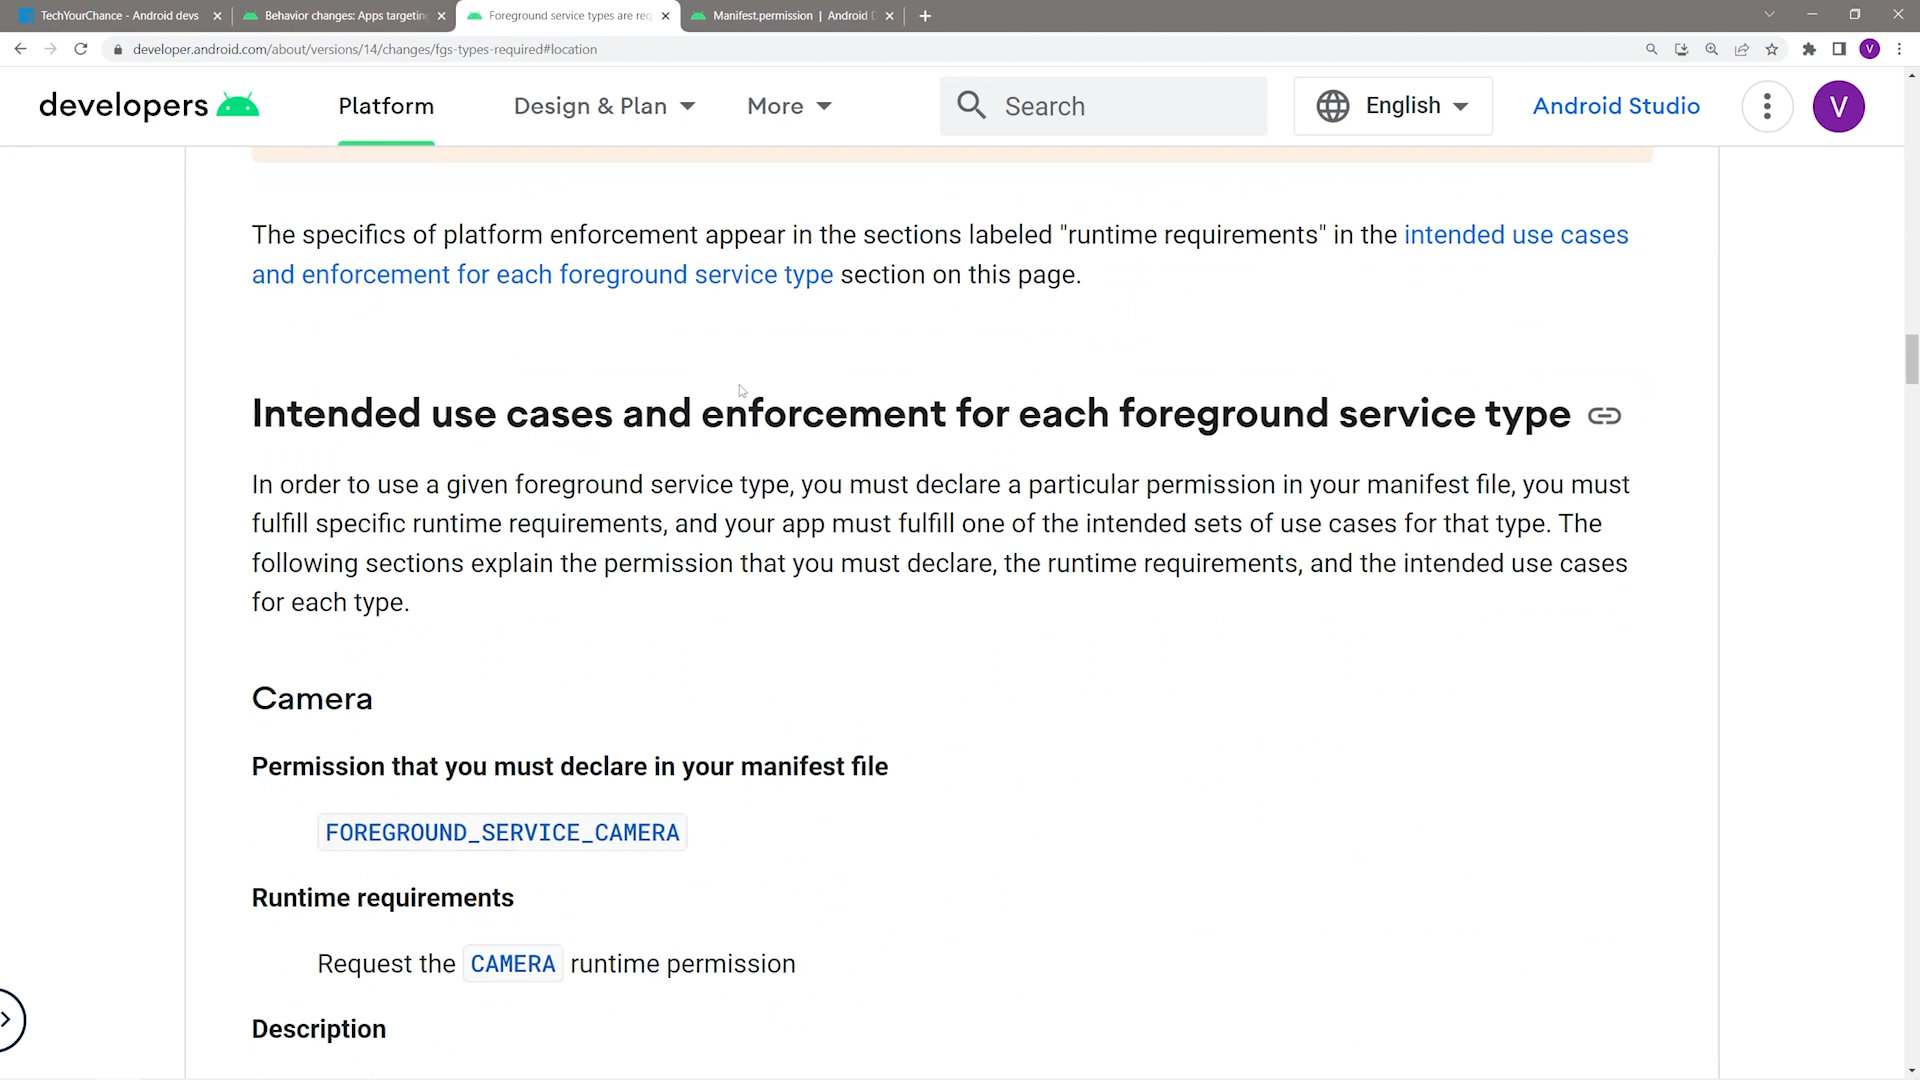 TechYourChance - Android devs
Behavior changes: Apps targeting
Foreground service types are req
Manifest.permission | Android D
developer.android.com/about/versions/14/changes/fgs-types-required#location
V
developers
Platform
Design & Plan
More
Search
English
Android Studio
V
The specifics of platform enforcement appear in the sections labeled "runtime requirements" in the intended use cases
and enforcement for each foreground service type section on this page.
Intended use cases and enforcement for each foreground service type
In order to use a given foreground service type, you must declare a particular permission in your manifest file, you must
fulfill specific runtime requirements, and your app must fulfill one of the intended sets of use cases for that type. The
following sections explain the permission that you must declare, the runtime requirements, and the intended use cases
for each type.
Camera
Permission that you must declare in your manifest file
FOREGROUND_SERVICE_CAMERA
Runtime requirements
Request the CAMERA runtime permission
Description